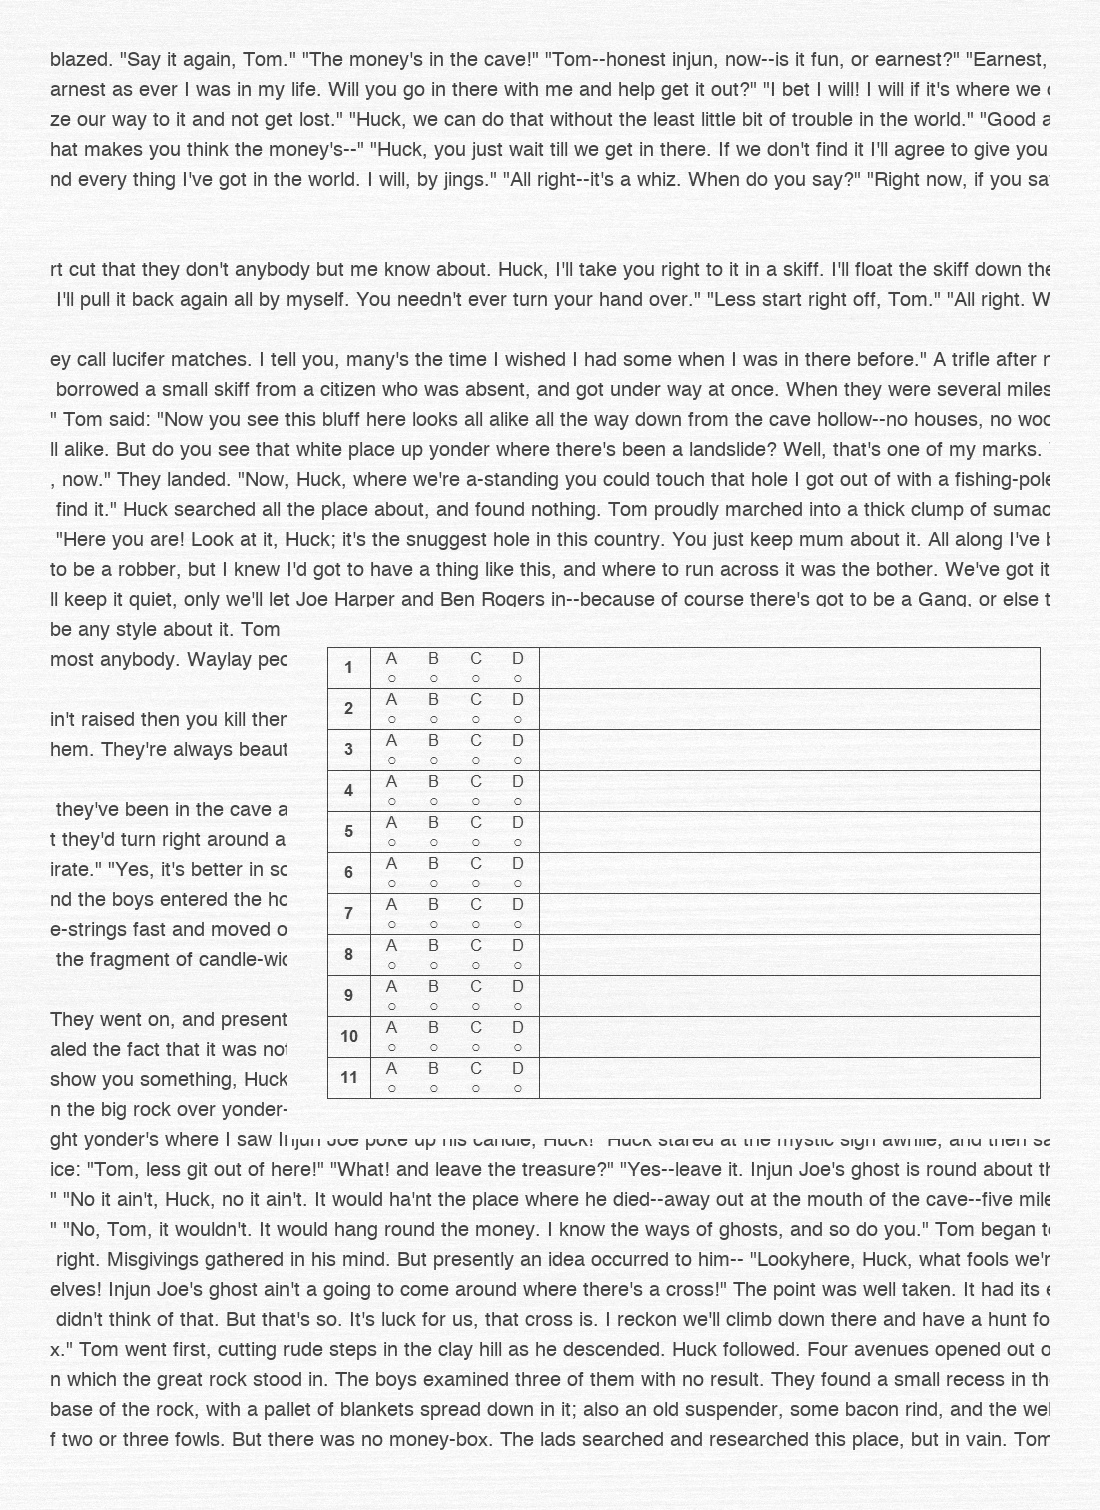 blazed. "Say it again, Tom." "The money's in the cave!" "Tom--honest injun, now--is it fun, or earnest?" "Earnest,
arnest as ever I was in my life. Will you go in there with me and help get it out?" "I bet I will! I will if it's where we
ze our way to it and not get lost." "Huck, we can do that without the least little bit of trouble in the world." "Good a
hat makes you think the money's--" "Huck, you just wait till we get in there. If we don't find it I'll agree to give you
nd every thing I've got in the world. I will, by jings." "All right--it's a whiz. When do you say?" "Right now, if you sa
rt cut that they don't anybody but me know about. Huck, I'll take you right to it in a skiff. I'll float the skiff down the
I'll pull it back again all by myself. You needn't ever turn your hand over." "Less start right off, Tom." "All right. W
ey call lucifer matches. I tell you, many's the time I wished I had some when I was in there before." A trifle after
borrowed a small skiff from a citizen who was absent, and got under way at once. When they were several miles
" Tom said: "Now you see this bluff here looks all alike all the way down from the cave hollow--no houses, no woo
ll alike. But do you see that white place up yonder where there's been a landslide? Well, that's one of my marks.
, now." They landed. "Now, Huck, where we're a-standing you could touch that hole I got out of with a fishing-pole
find it." Huck searched all the place about, and found nothing. Tom proudly marched into a thick clump of sumac
"Here you are! Look at it, Huck; it's the snuggest hole in this country. You just keep mum about it. All along I've
to be a robber, but I knew I'd got to have a thing like this, and where to run across it was the bother. We've got it
ll keep it quiet, only we'll let Joe Harper and Ben Rogers in--because of course there's got to be a Gang, or else t
be any style about it. Tom
most anybody. Waylay peo
in't raised then you kill them
hem. They're always beaut
they've been in the cave a
t they'd turn right around a
irate." "Yes, it's better in so
nd the boys entered the ho
e-strings fast and moved o
the fragment of candle-wic
They went on, and present
aled the fact that it was not
show you something, Huck
n the big rock over yonder-
1 A B C D
2 A B C D
3 A B C D
4 A B C D
5 A B C D
6 A B C D
7 A B C D
8 A B C D
9 A B C D
10 A B C D
11 A B C D
ght yonder's where I saw Injun Joe poke up his candle, Huck!" Huck stared at the mystic sign awhile, and then sa
ice: "Tom, less git out of here!" "What! and leave the treasure?" "Yes--leave it. Injun Joe's ghost is round about th
" "No it ain't, Huck, no it ain't. It would ha'nt the place where he died--away out at the mouth of the cave--five mile
" "No, Tom, it wouldn't. It would hang round the money. I know the ways of ghosts, and so do you." Tom began to
right. Misgivings gathered in his mind. But presently an idea occurred to him-- "Lookyhere, Huck, what fools we'r
elves! Injun Joe's ghost ain't a going to come around where there's a cross!" The point was well taken. It had its
didn't think of that. But that's so. It's luck for us, that cross is. I reckon we'll climb down there and have a hunt fo
x." Tom went first, cutting rude steps in the clay hill as he descended. Huck followed. Four avenues opened out o
n which the great rock stood in. The boys examined three of them with no result. They found a small recess in the
base of the rock, with a pallet of blankets spread down in it; also an old suspender, some bacon rind, and the wel
f two or three fowls. But there was no money-box. The lads searched and researched this place, but in vain. Tom